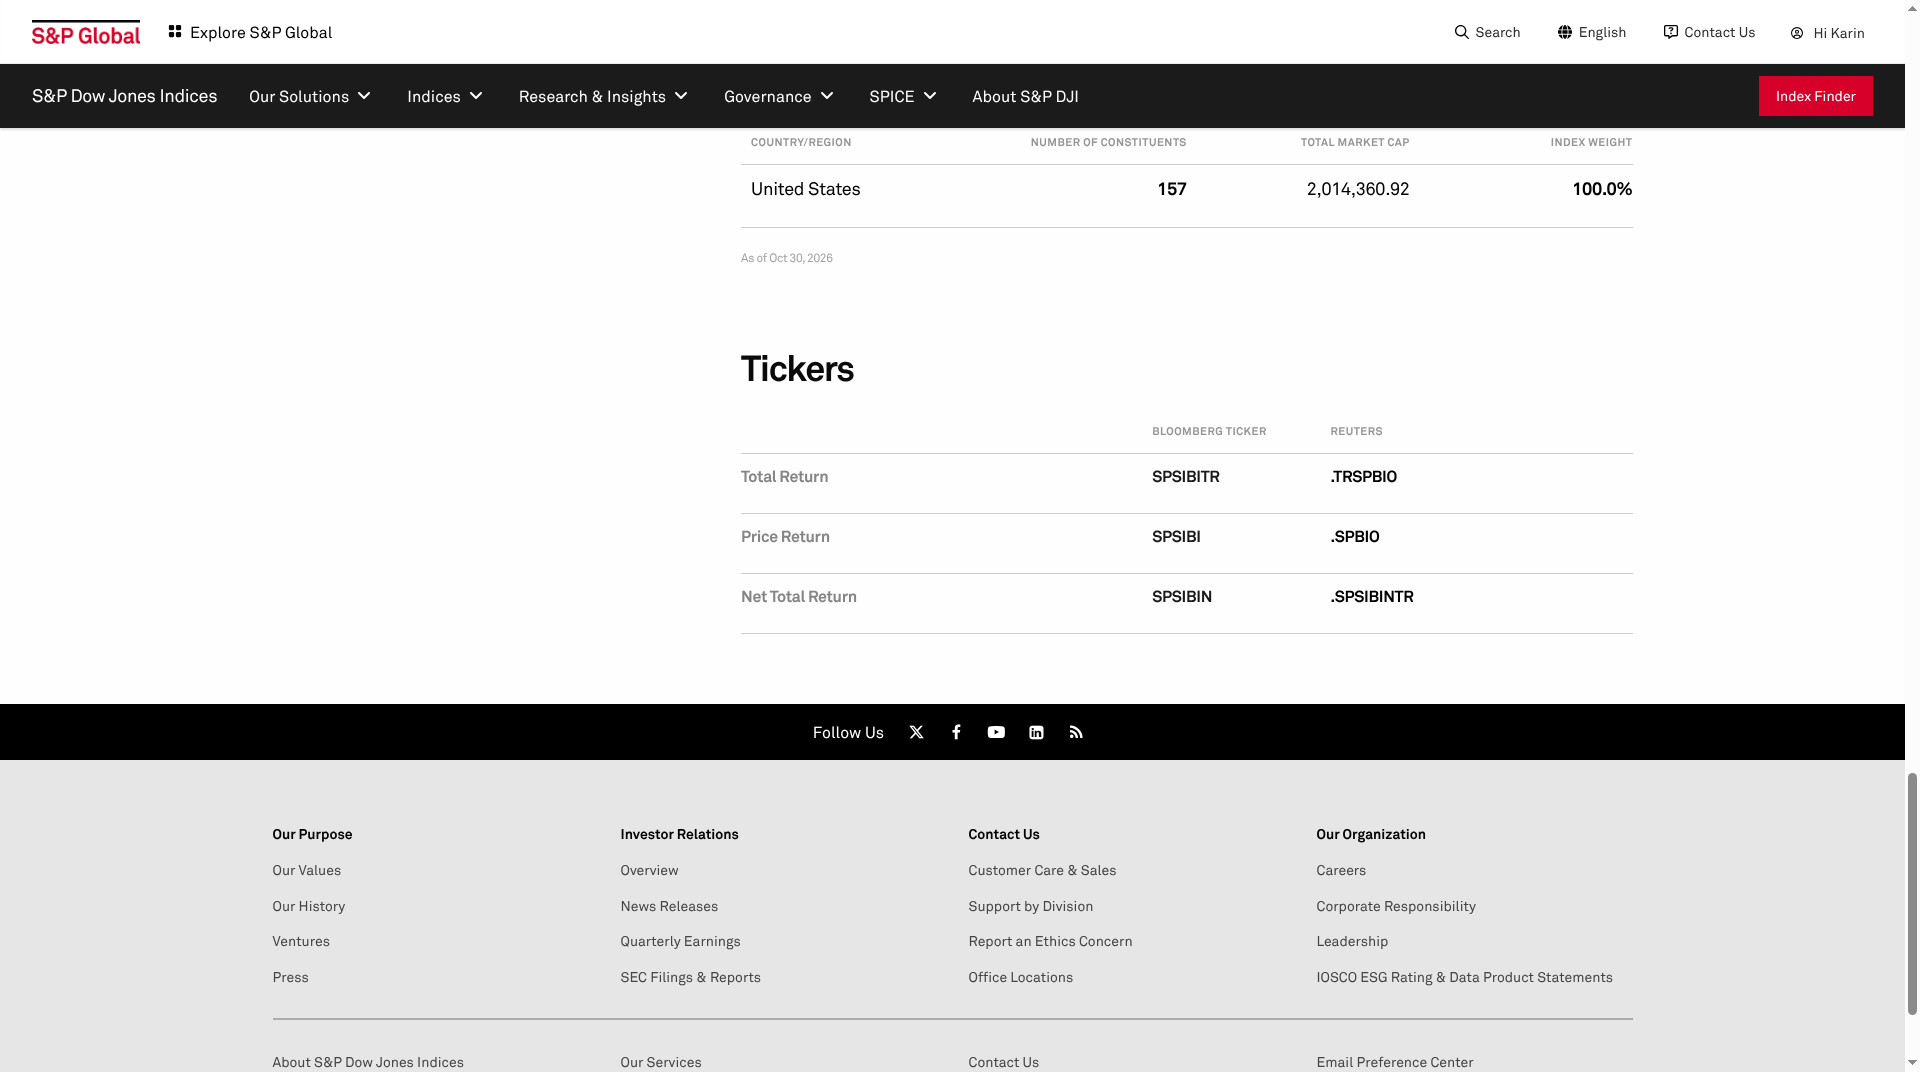 S&P Global
Explore S&P Global
Search
English
Contact Us
Hi Karin
S&P Dow Jones Indices
Our Solutions
Indices
Research & Insights
Governance
SPICE
About S&P DJI
Index Finder
COUNTRY/REGION NUMBER OF CONSTITUENTS TOTAL MARKET CAP INDEX WEIGHT
United States 157 2,014,360.92 100.0%
As of Oct 30, 2026
Tickers
BLOOMBERG TICKER REUTERS
Total Return SPSIBITR .TRSPBIO
Price Return SPSIBI .SPBIO
Net Total Return SPSIBIN .SPSIBINTR
Follow Us
Our Purpose
Our Values
Our History
Ventures
Press
Investor Relations
Overview
News Releases
Quarterly Earnings
SEC Filings & Reports
Contact Us
Customer Care & Sales
Support by Division
Report an Ethics Concern
Office Locations
Our Organization
Careers
Corporate Responsibility
Leadership
IOSCO ESG Rating & Data Product Statements
About S&P Dow Jones Indices
Our Services
Contact Us
Email Preference Center